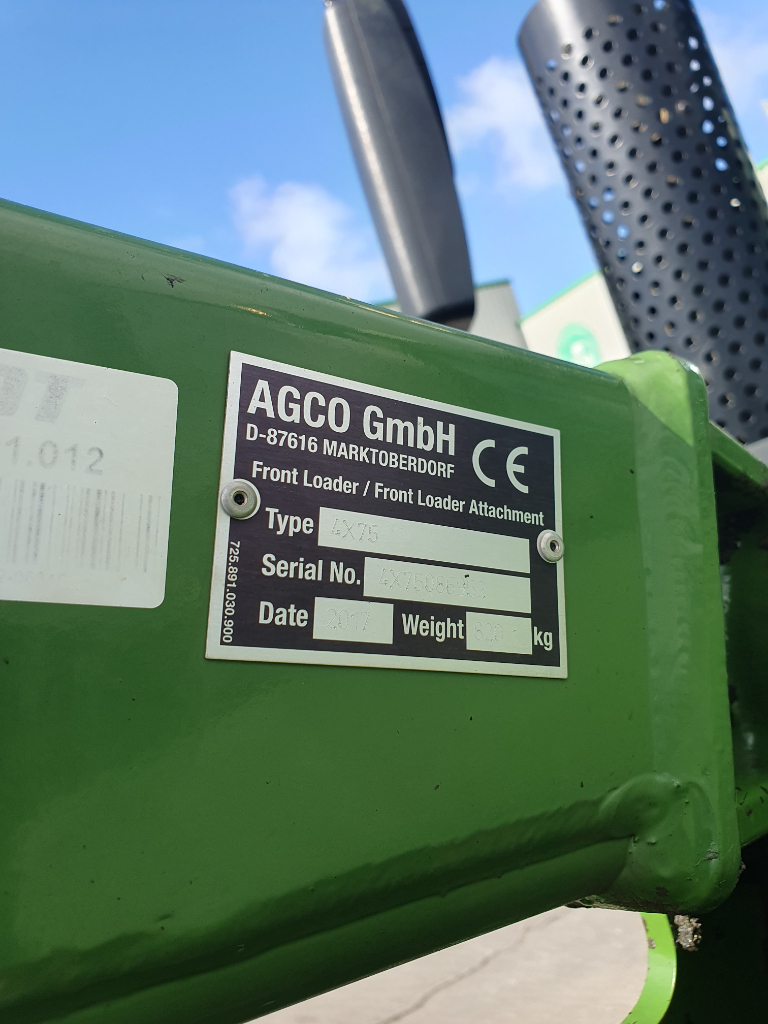 1.012
AGCO GmbH
D-87616 MARKTOBERDORF
CE
Front Loader / Front Loader Attachment
Type 4X75
Serial No.
Date 2017 Weight kg
725.891.030.900